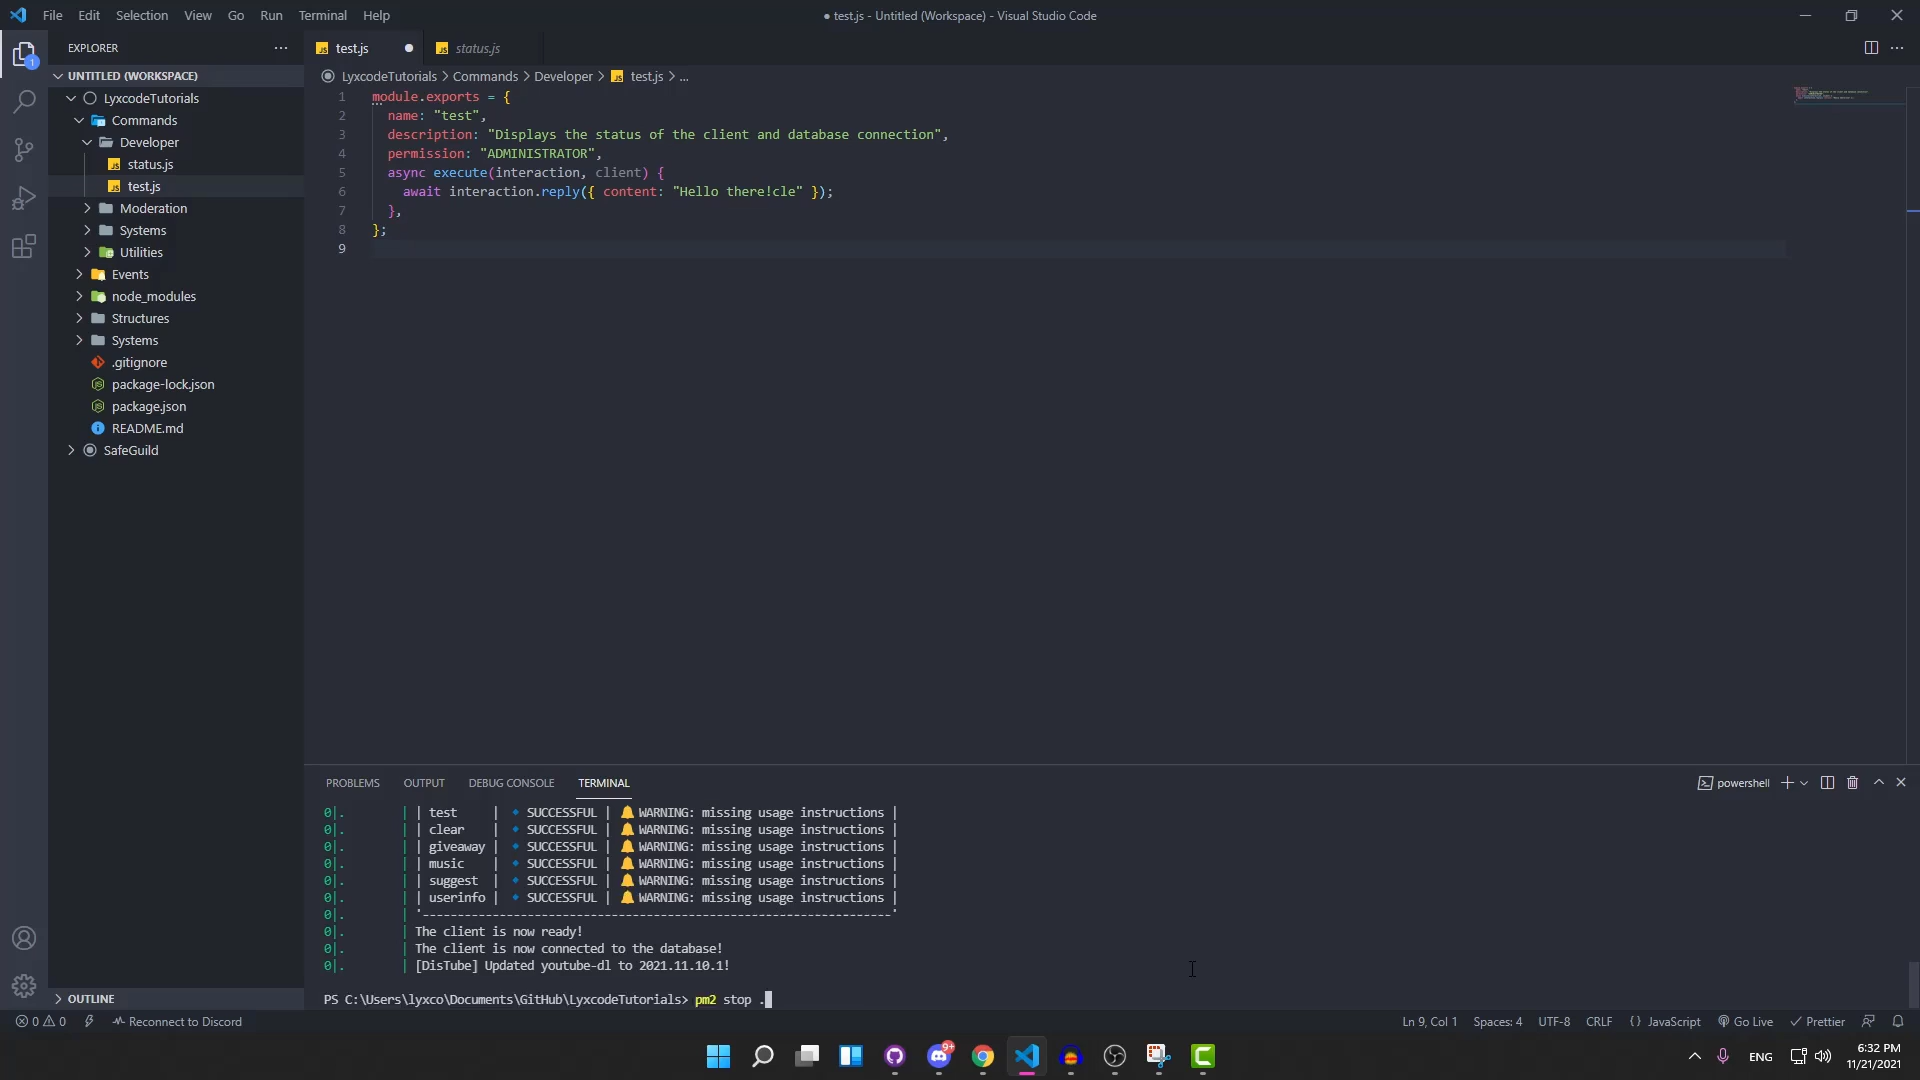 File Edit Selection View Go Run Terminal Help
● test.js - Untitled (Workspace) - Visual Studio Code
EXPLORER
1
UNTITLED (WORKSPACE)
LyxcodeTutorials
Commands
Developer
status.js
test.js
Moderation
Systems
Utilities
Events
node_modules
Structures
Systems
.gitignore
package-lock.json
package.json
README.md
SafeGuild
OUTLINE
test.js
status.js
LyxcodeTutorials > Commands > Developer > test.js > ...
1 module.exports = {
2 name: "test",
3 description: "Displays the status of the client and database connection",
4 permission: "ADMINISTRATOR",
5 async execute(interaction, client) {
6 await interaction.reply({ content: "Hello there!cle" });
7 },
8 };
9
PROBLEMS OUTPUT DEBUG CONSOLE TERMINAL
powershell
0|. | | test | 🔹 SUCCESSFUL | 🔔 WARNING: missing usage instructions |
0|. | | clear | 🔹 SUCCESSFUL | 🔔 WARNING: missing usage instructions |
0|. | | giveaway | 🔹 SUCCESSFUL | 🔔 WARNING: missing usage instructions |
0|. | | music | 🔹 SUCCESSFUL | 🔔 WARNING: missing usage instructions |
0|. | | suggest | 🔹 SUCCESSFUL | 🔔 WARNING: missing usage instructions |
0|. | | userinfo | 🔹 SUCCESSFUL | 🔔 WARNING: missing usage instructions |
0|. | '-------------------------------------------------------------------'
0|. | The client is now ready!
0|. | The client is now connected to the database!
0|. | [DisTube] Updated youtube-dl to 2021.11.10.1!
PS C:\Users\lyxco\Documents\GitHub\LyxcodeTutorials> pm2 stop .
0 0 Reconnect to Discord
Ln 9, Col 1 Spaces: 4 UTF-8 CRLF {} JavaScript Go Live Prettier
9+
ENG
6:32 PM
11/21/2021